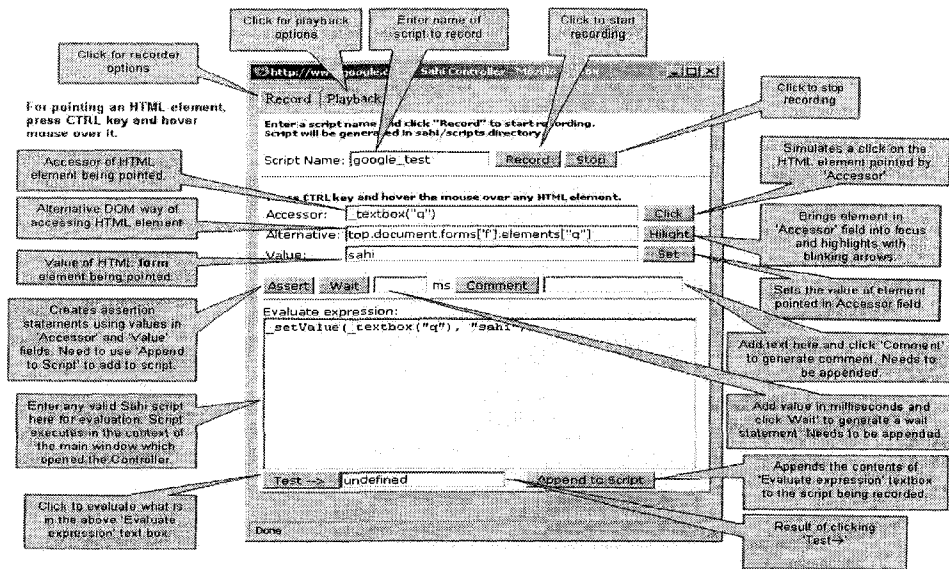 Click for playback
options
Enter name of
script to record
Click to start
recording
Click for recorder
options
Click to stop
recording
For pointing an HTML element,
press CTRL key and hover
mouse over it.
http://www.google.c Sahi Controller - Mozilla
Record Playback
Enter a script name and click "Record" to start recording.
Script will be generated in sahi/scripts directory
Script Name: google_test Record Stop
Simulates a click on the
HTML element pointed by
'Accessor'
Accessor of HTML
element being pointed.
Press CTRL key and hover the mouse over any HTML element.
Accessor: _textbox("q") Click
Alternative DOM way of
accessing HTML element
Alternative: top.document.forms['f'].elements["q"] Hilight
Brings element in
'Accessor' field into focus
and highlights with
blinking arrows.
Value of HTML form
element being pointed
Value: sahi Set
Sets the value of element
pointed in Accessor field.
Assert Wait ms Comment
Creates assertion
statements using values in
'Accessor' and 'Value'
fields. Need to use 'Append
to Script' to add to script.
Evaluate expression:
_setValue(_textbox("q"), "sahi"
Add text here and click 'Comment'
to generate comment. Needs to
be appended.
Enter any valid Sahi script
here for evaluation. Script
executes in the context of
the main window which
opened the Controller.
Add value in milliseconds and
click 'Wait' to generate a wait
statement. Needs to be appended
Test --> undefined Append to Script
Appends the contents of
'Evaluate expression' textbox
to the script being recorded.
Click to evaluate what is
in the above 'Evaluate
expression' text box
Result of clicking
'Test→'
Done